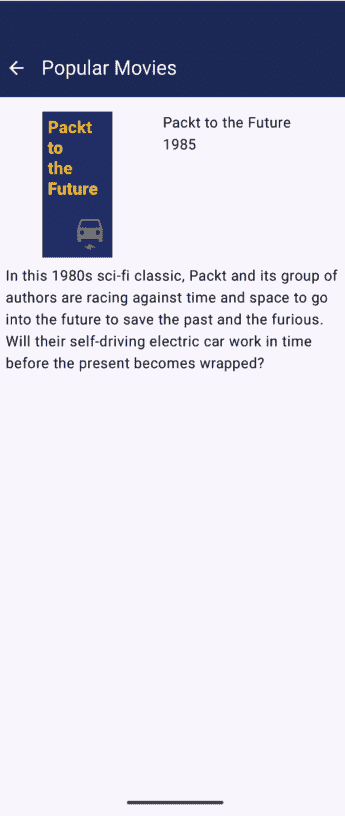 Popular Movies
Packt
to
the
Future
Packt to the Future
1985
In this 1980s sci-fi classic, Packt and its group of
authors are racing against time and space to go
into the future to save the past and the furious.
Will their self-driving electric car work in time
before the present becomes wrapped?